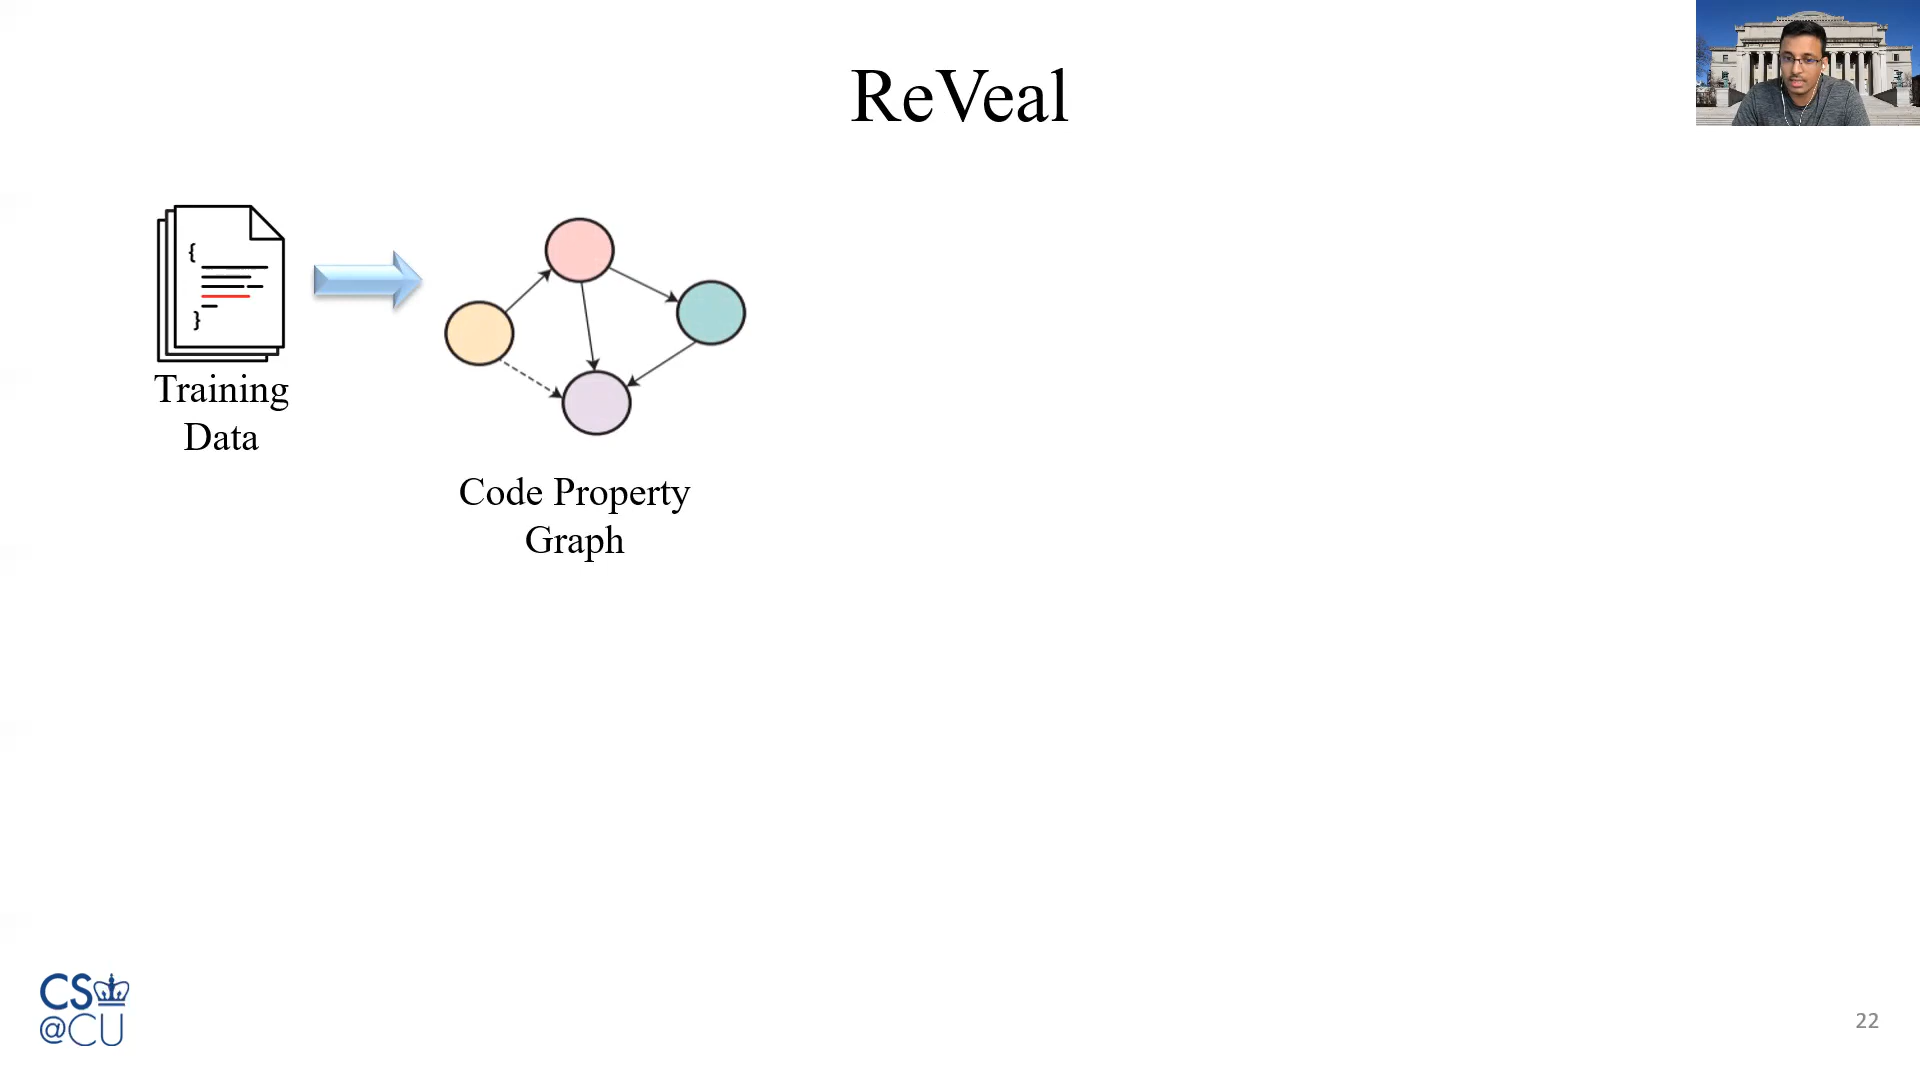 ReVeal
{
}
Training
Data
Code Property
Graph
CS
@CU
22